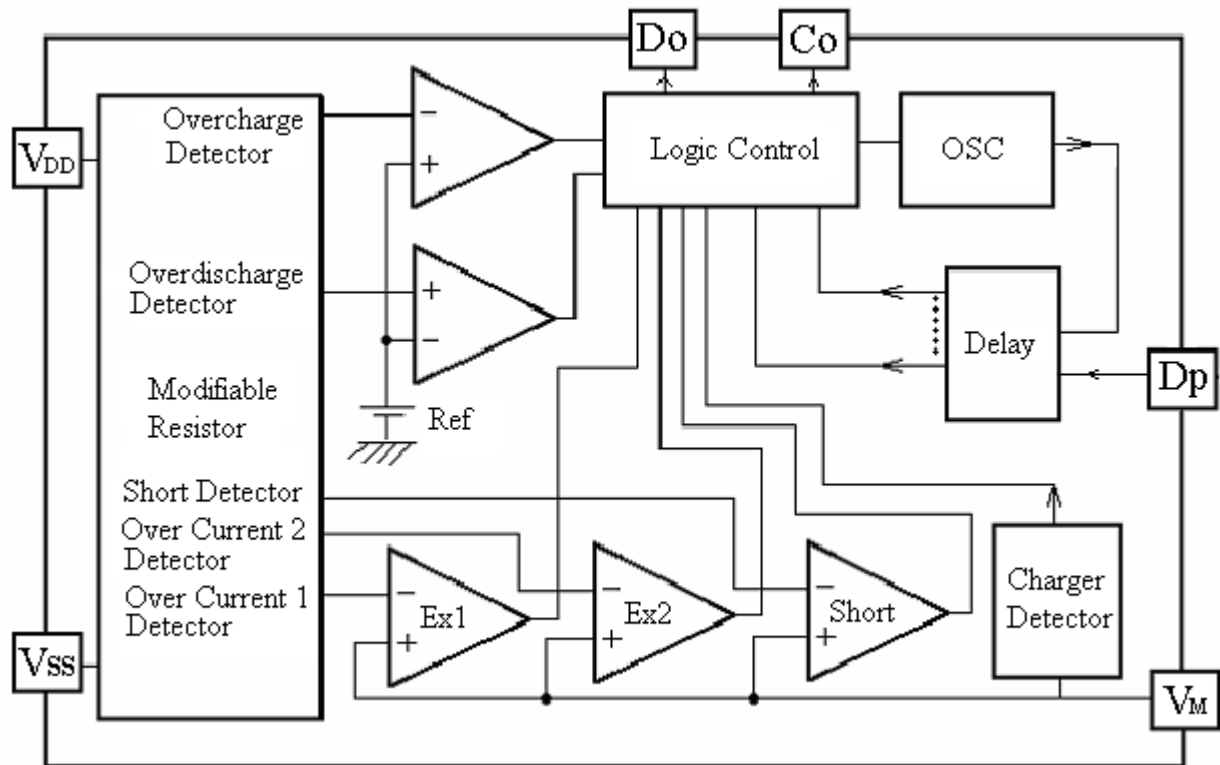 Do
Co
VDD
Overcharge
Detector
−
+
Logic Control
OSC
Overdischarge
Detector
+
−
Delay
Dp
Modifiable
Resistor
Ref
Short Detector
Over Current 2
Detector
Over Current 1
Detector
−
Ex1
+
−
Ex2
+
−
Short
+
Charger
Detector
VSS
VM